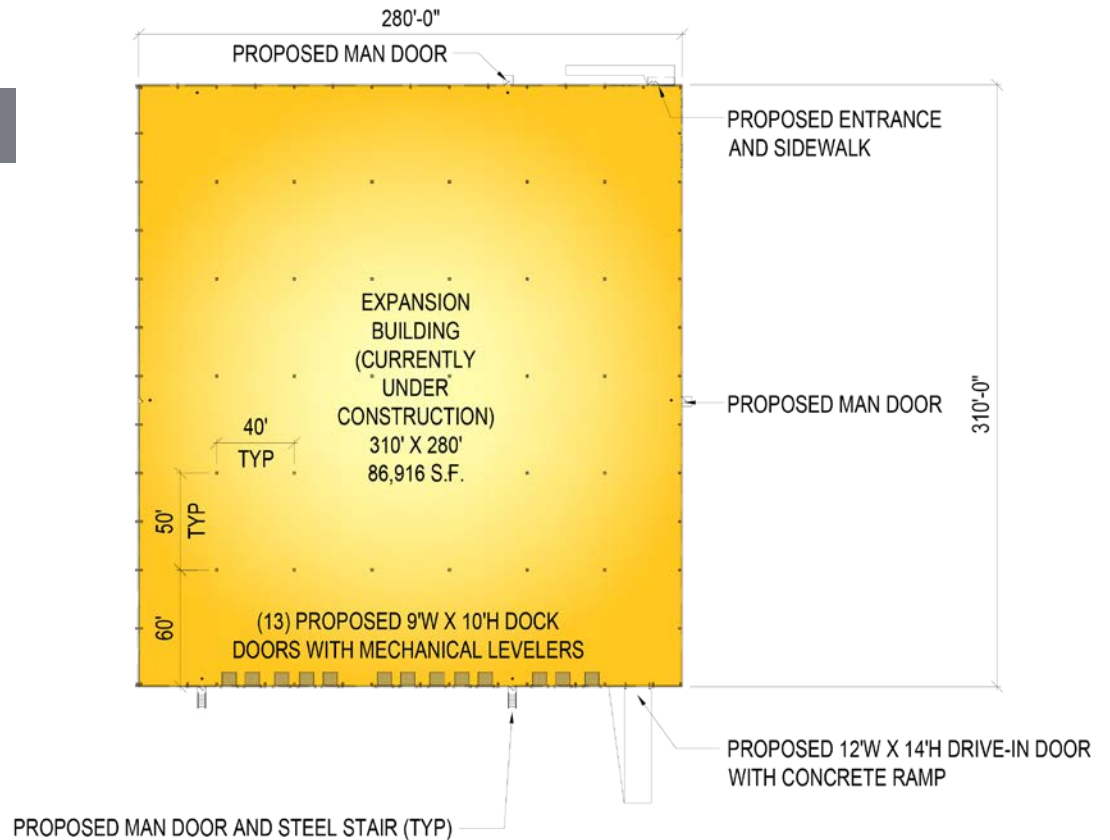 280'-0"
PROPOSED MAN DOOR
PROPOSED ENTRANCE
AND SIDEWALK
EXPANSION
BUILDING
(CURRENTLY
UNDER
CONSTRUCTION)
310' X 280'
86,916 S.F.
PROPOSED MAN DOOR
310'-0"
40'
TYP
50'
TYP
60'
(13) PROPOSED 9'W X 10'H DOCK
DOORS WITH MECHANICAL LEVELERS
PROPOSED 12'W X 14'H DRIVE-IN DOOR
WITH CONCRETE RAMP
PROPOSED MAN DOOR AND STEEL STAIR (TYP)